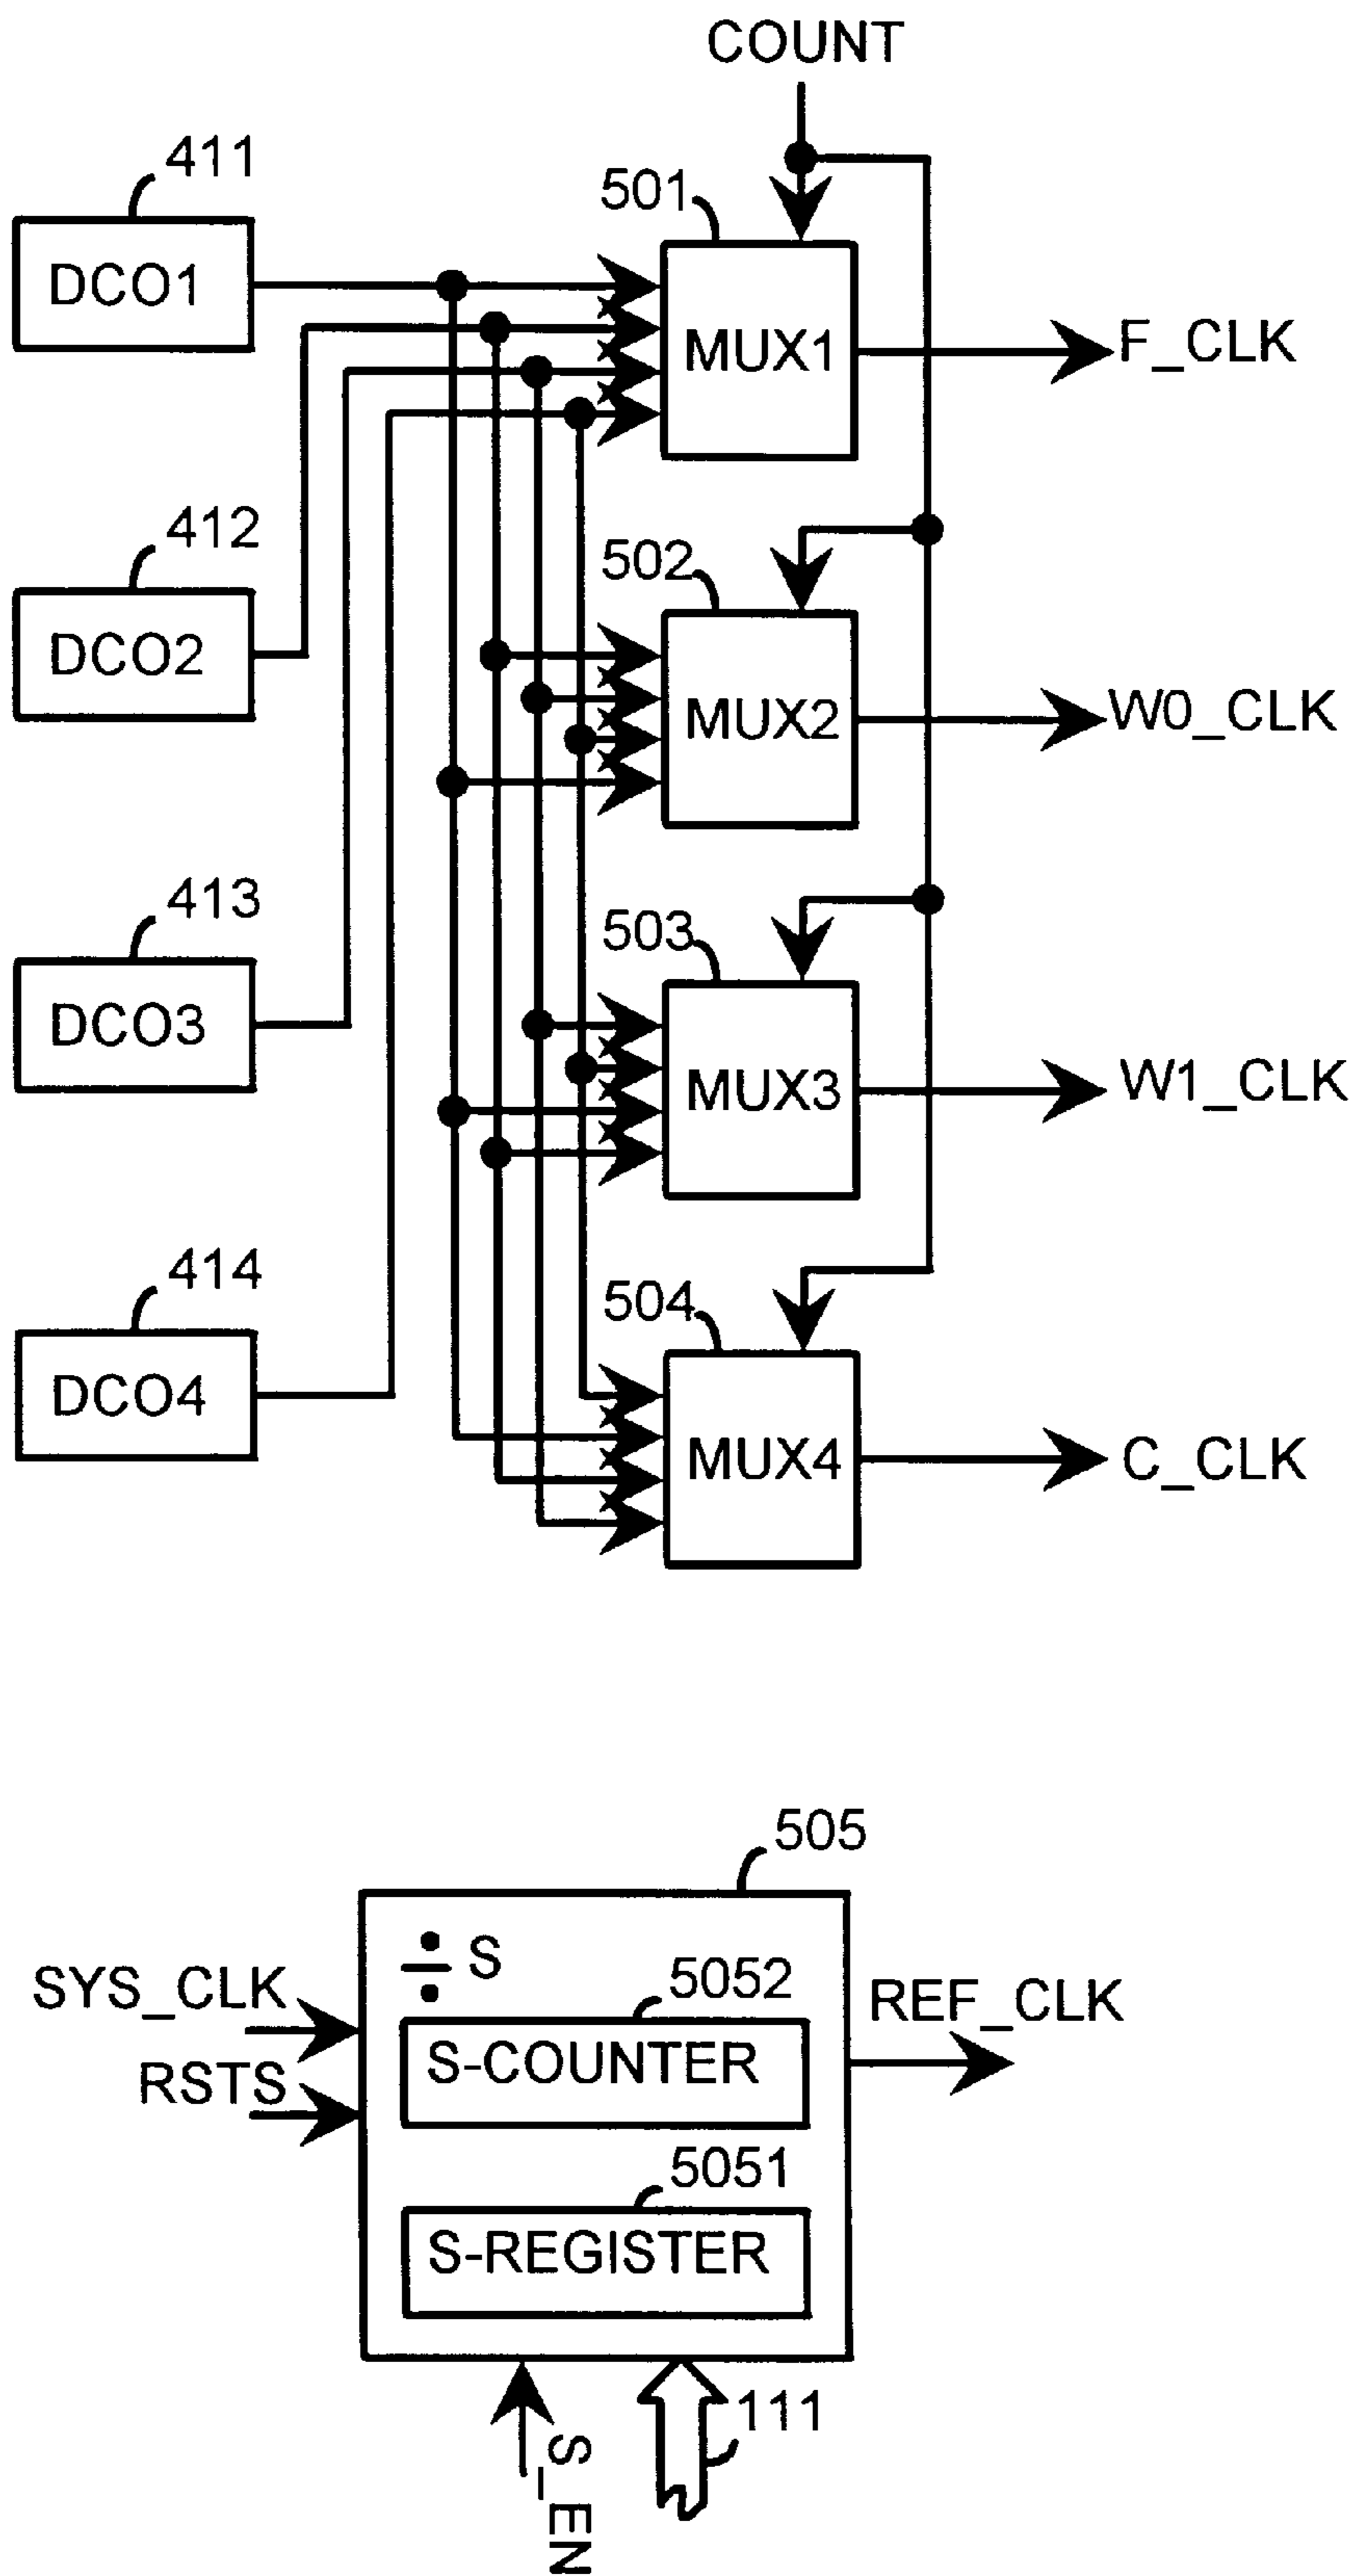 COUNT
411
501
DCO1
MUX1
F_CLK
412
502
DCO2
MUX2
W0_CLK
413
503
DCO3
MUX3
W1_CLK
414
504
DCO4
MUX4
C_CLK
505
÷ S
SYS_CLK
5052
REF_CLK
S-COUNTER
RSTS
5051
S-REGISTER
111
S_EN